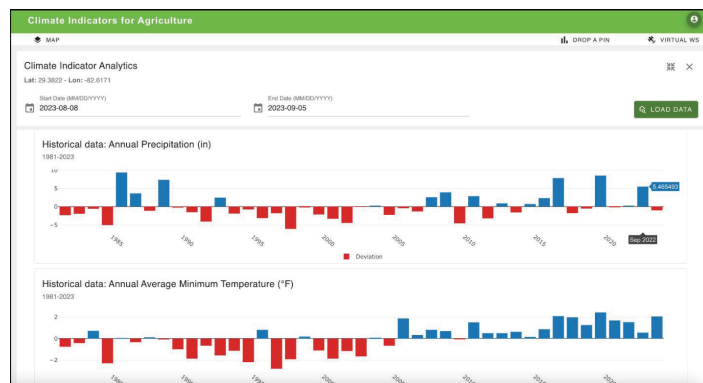 Climate Indicators for Agriculture
MAP
DROP A PIN
VIRTUAL WS
Climate Indicator Analytics
Lat: 29.3822 - Lon: -82.6171
Start Date (MM/DD/YYYY)
2023-08-08
End Date (MM/DD/YYYY)
2023-09-05
LOAD DATA
Historical data: Annual Precipitation (in)
1981-2023
10
5
0
-5
5.465493
1985
1990
1995
2000
2005
2010
2015
2020
Sep 2022
Deviation
Historical data: Annual Average Minimum Temperature (°F)
1981-2023
2
0
-2